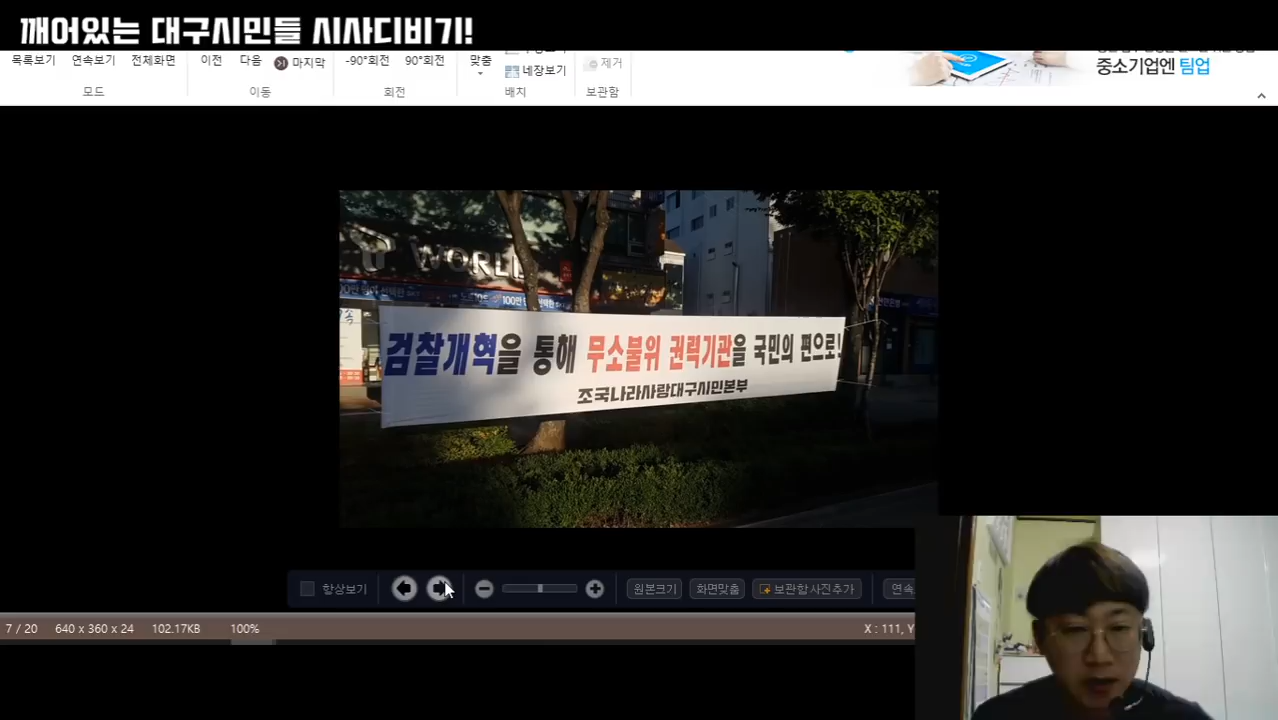 깨어있는 대구시민들 시사디비기!
목록보기 연속보기 전체화면 이전 다음 마지막 -90°회전 90°회전 맞춤 네장보기 제거
모드 이동 회전 배치 보관함
중소기업엔 팀업
WORLD
100만
검찰개혁을 통해 무소불위 권력기관을 국민의 편으로!
조국나라사랑대구시민본부
항상보기 원본크기 화면맞춤 보관함 사진추가 연속
7 / 20 640 x 360 x 24 102.17KB 100% X : 111, Y